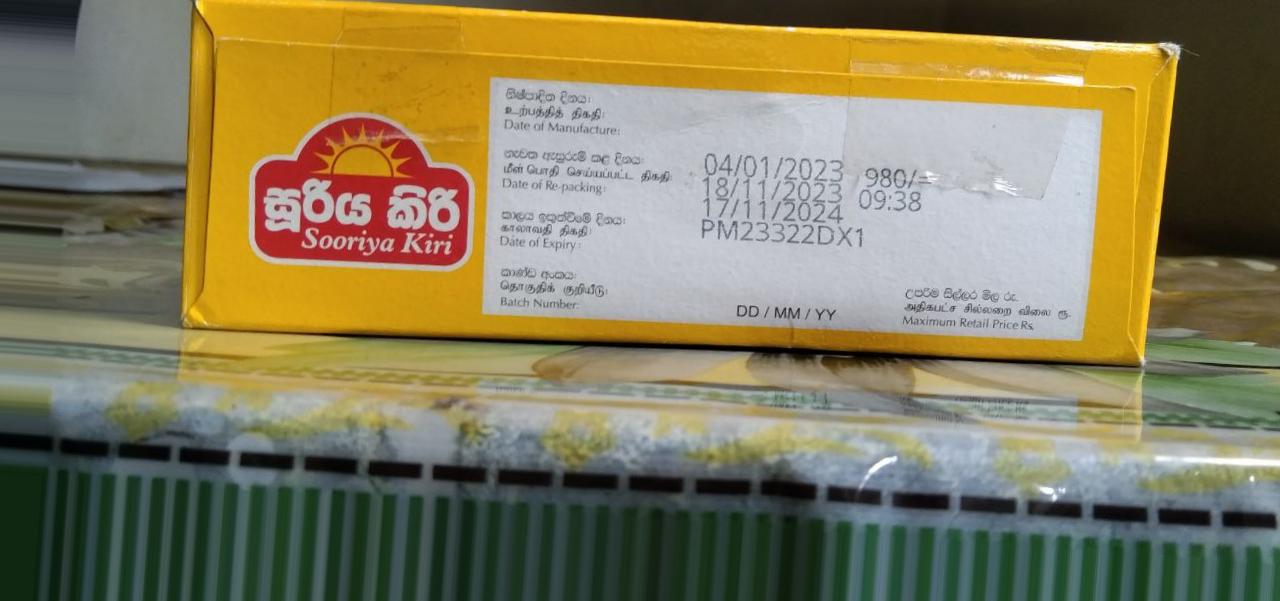 සූරිය කිරි
Sooriya Kiri
නිෂ්පාදිත දිනය:
உற்பத்தித் திகதி:
Date of Manufacture:
නැවත ඇසුරුම් කළ දිනය:
மீள் பொதி செய்யப்பட்ட திகதி:
Date of Re-packing:
කාලය ඉකුත්වීමේ දිනය:
காலாவதி திகதி:
Date of Expiry:
කාණ්ඩ අංකය:
தொகுதிக் குறியீடு:
Batch Number:
04/01/2023 980/=
18/11/2023 09:38
17/11/2024
PM23322DX1
DD / MM / YY
උපරිම සිල්ලර මිල රු.
அதிகபட்ச சில்லறை விலை ரூ.
Maximum Retail Price Rs.